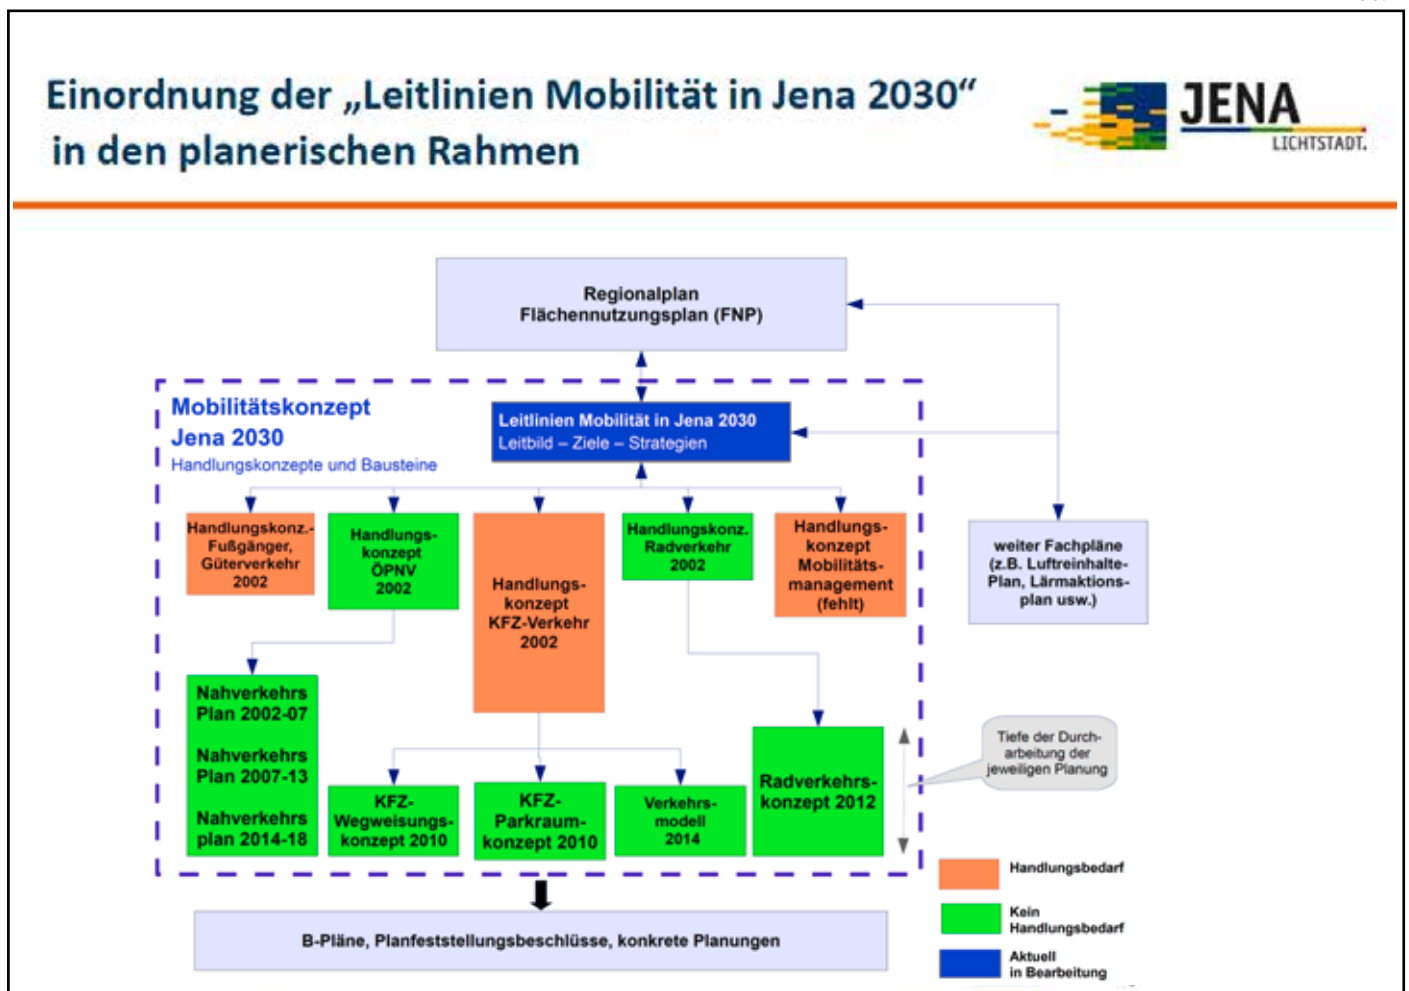 Einordnung der „Leitlinien Mobilität in Jena 2030“
in den planerischen Rahmen
JENA
LICHTSTADT.
Regionalplan
Flächennutzungsplan (FNP)
Mobilitätskonzept
Jena 2030
Handlungskonzepte und Bausteine
Leitlinien Mobilität in Jena 2030
Leitbild – Ziele – Strategien
Handlungskonz.-
Fußgänger,
Güterverkehr
2002
Handlungs-
konzept
ÖPNV
2002
Handlungs-
konzept
KFZ-Verkehr
2002
Handlungskonz.
Radverkehr
2002
Handlungs-
konzept
Mobilitäts-
management
(fehlt)
weiter Fachpläne
(z.B. Luftreinhalte-
Plan, Lärmaktions-
plan usw.)
Nahverkehrs
Plan 2002-07
Nahverkehrs
Plan 2007-13
Nahverkehrs
plan 2014-18
KFZ-
Wegweisungs-
konzept 2010
KFZ-
Parkraum-
konzept 2010
Verkehrs-
modell
2014
Radverkehrs-
konzept 2012
Tiefe der Durch-
arbeitung der
jeweiligen Planung
Handlungsbedarf
Kein
Handlungsbedarf
Aktuell
in Bearbeitung
B-Pläne, Planfeststellungsbeschlüsse, konkrete Planungen